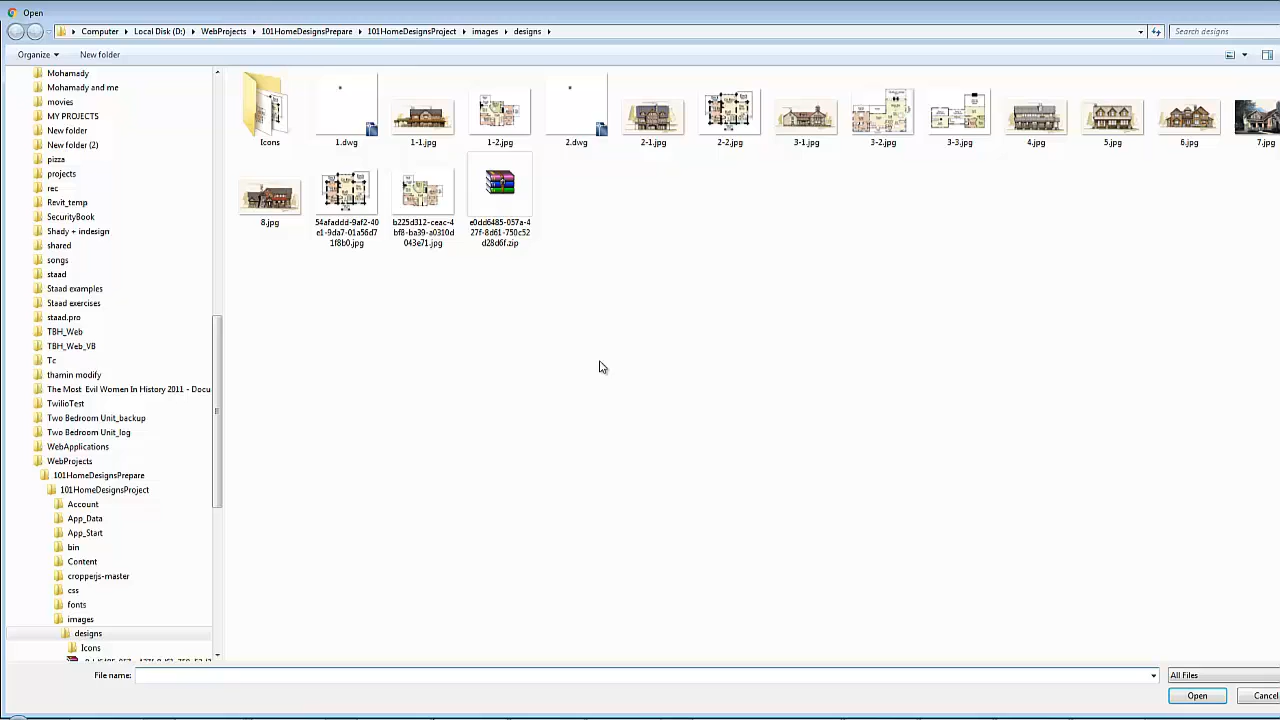 Open
Computer Local Disk (D:) WebProjects 101HomeDesignsPrepare 101HomeDesignsProject images designs Search designs
Organize New folder
Mohamady
Mohamady and me
movies
MY PROJECTS
New folder
New folder (2)
pizza
projects
rec
Revit_temp
SecurityBook
Shady + indesign
shared
songs
staad
Staad examples
Staad exercises
staad.pro
TBH_Web
TBH_Web_VB
Tc
thamin modify
The Most Evil Women In History 2011 - Docu
TwilioTest
Two Bedroom Unit_backup
Two Bedroom Unit_log
WebApplications
WebProjects
101HomeDesignsPrepare
101HomeDesignsProject
Account
App_Data
App_Start
bin
Content
cropperjs-master
css
fonts
images
designs
Icons
Icons 1.dwg 1-1.jpg 1-2.jpg 2.dwg 2-1.jpg 2-2.jpg 3-1.jpg 3-2.jpg 3-3.jpg 4.jpg 5.jpg 6.jpg 7.jpg
8.jpg
54afaddd-9af2-40
e1-9da7-01a56d7
1f8b0.jpg
b225d312-ceac-4
bf8-ba39-a0310d
043e71.jpg
e0dd6485-057a-4
27f-8d61-750c52
d28d6f.zip
File name: All Files
Open Cancel